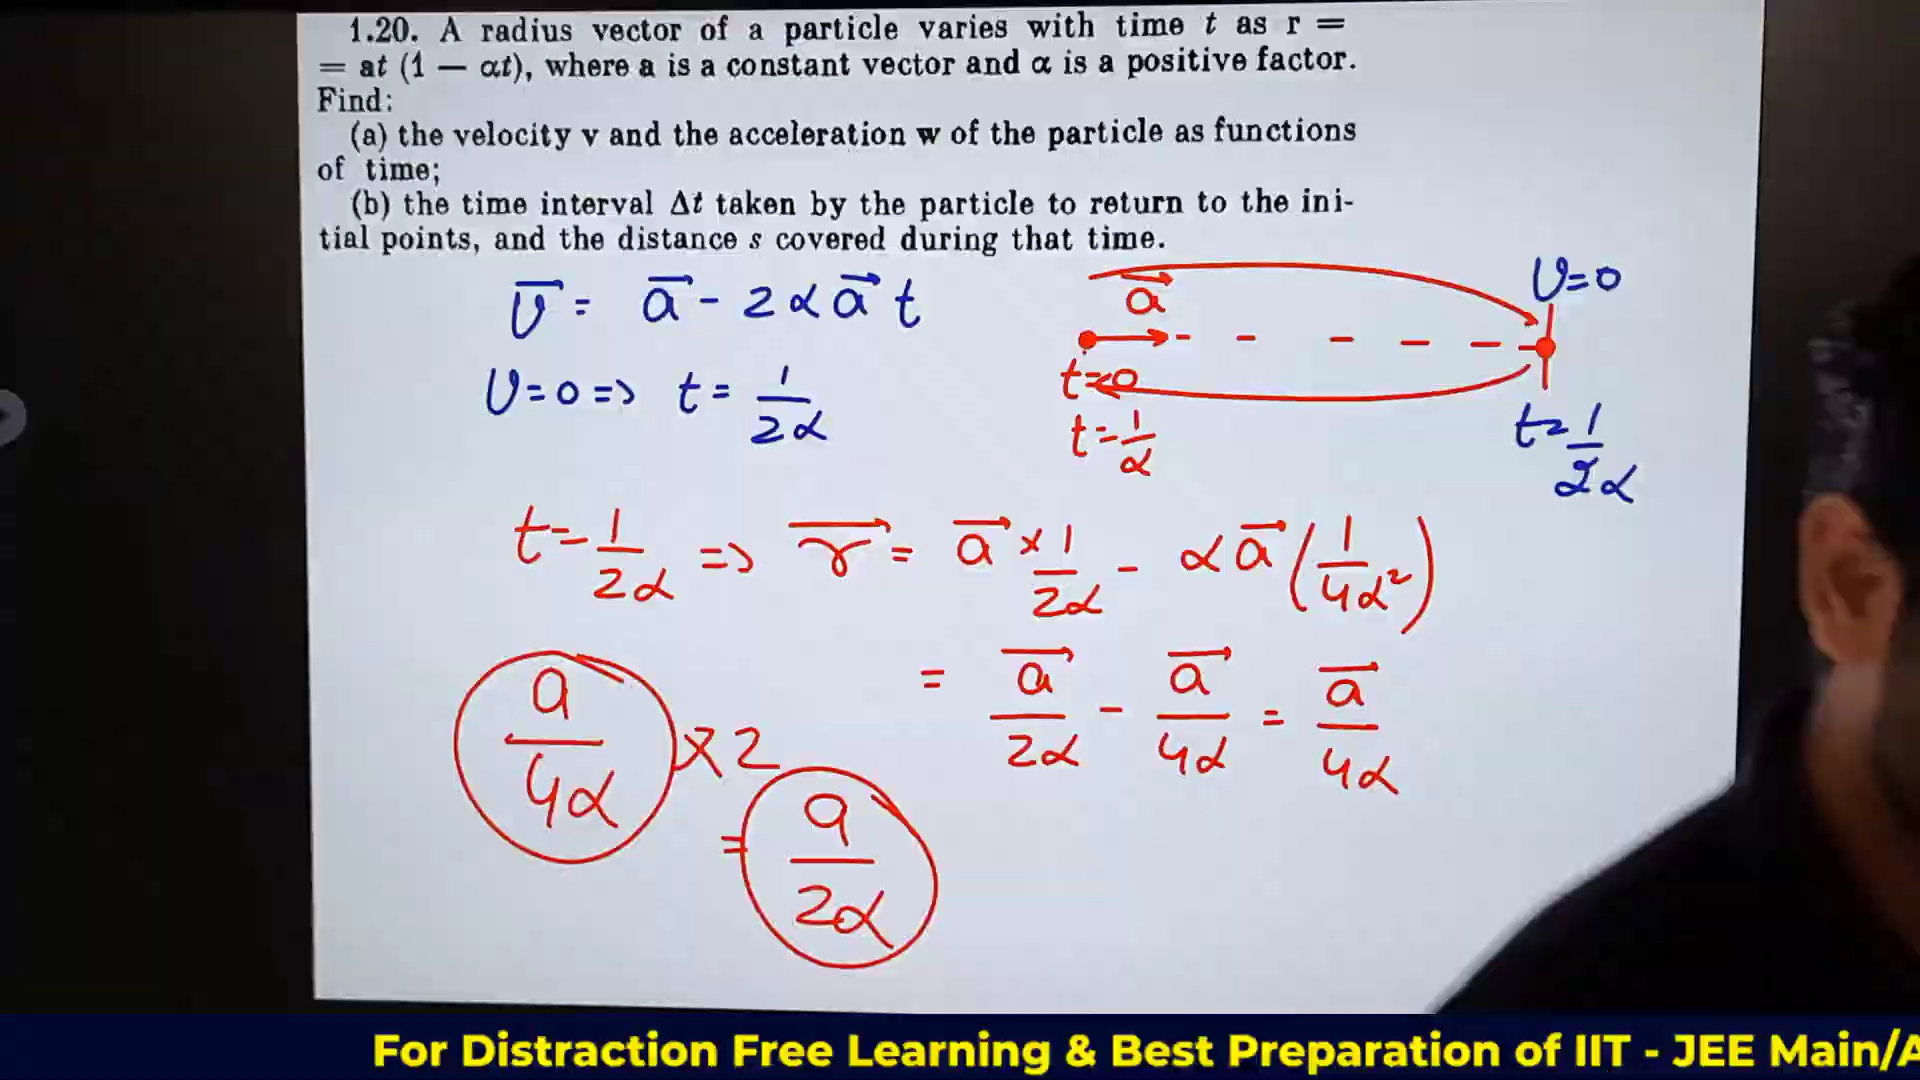 1.20. A radius vector of a particle varies with time t as r =
= at (1 — αt), where a is a constant vector and α is a positive factor.
Find:
(a) the velocity v and the acceleration w of the particle as functions
of time;
(b) the time interval Δt taken by the particle to return to the ini-
tial points, and the distance s covered during that time.
v⃗ = a⃗ - 2αa⃗ t
v=0 => t = 1/2α
a⃗
v=0
t=0
t=1/α
t=1/2α
t=1/2α => r⃗ = a⃗ × 1/2α - αa⃗(1/4α²)
= a⃗/2α - a⃗/4α = a⃗/4α
a/4α ×2
= a/2α
For Distraction Free Learning & Best Preparation of IIT - JEE Main/A